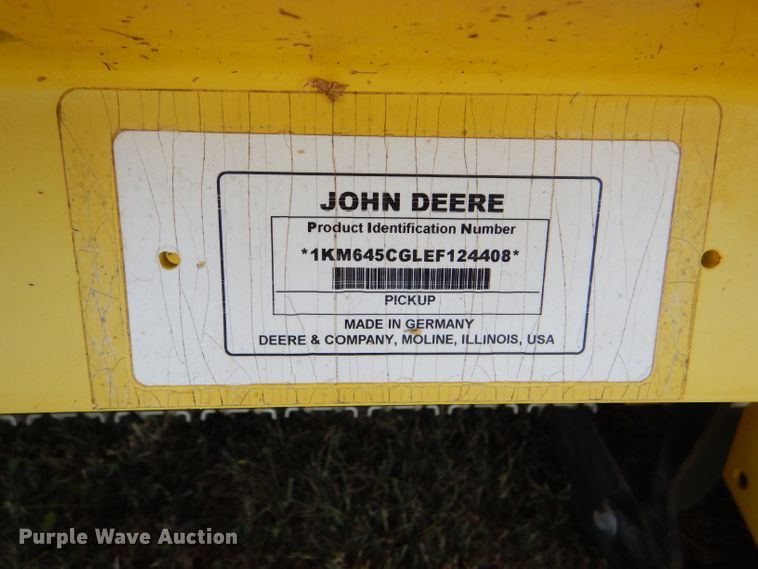 JOHN DEERE
Product Identification Number
*1KM645CGLEF124408*
PICKUP
MADE IN GERMANY
DEERE & COMPANY, MOLINE, ILLINOIS, USA
Purple Wave Auction